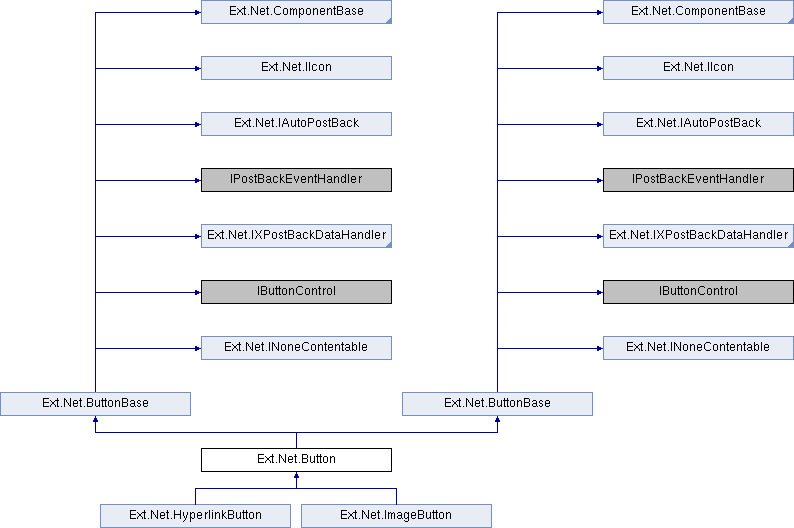 Ext.Net.ComponentBase Ext.Net.ComponentBase
Ext.Net.IIcon Ext.Net.IIcon
Ext.Net.IAutoPostBack Ext.Net.IAutoPostBack
IPostBackEventHandler IPostBackEventHandler
Ext.Net.IXPostBackDataHandler Ext.Net.IXPostBackDataHandler
IButtonControl IButtonControl
Ext.Net.INoneContentable Ext.Net.INoneContentable
Ext.Net.ButtonBase Ext.Net.ButtonBase
Ext.Net.Button
Ext.Net.HyperlinkButton Ext.Net.ImageButton